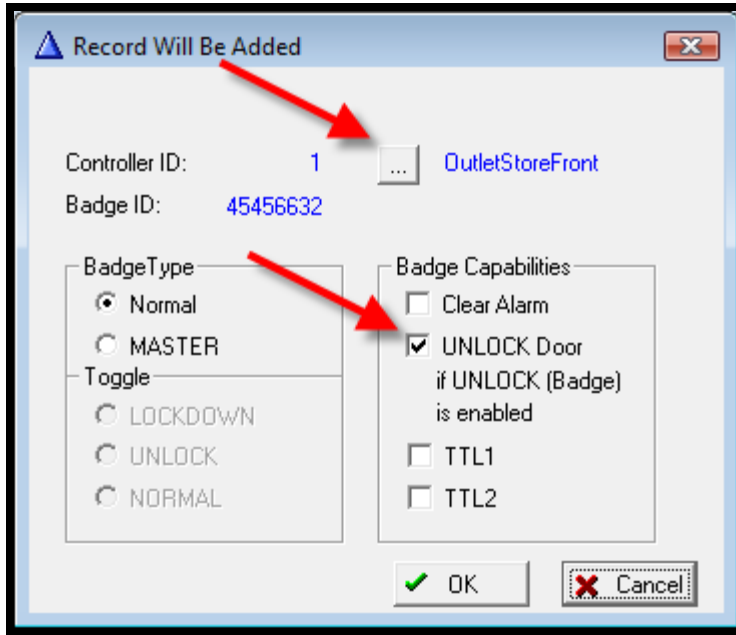 Record Will Be Added
Controller ID: 1 ... OutletStoreFront
Badge ID: 45456632
BadgeType
Normal
MASTER
Toggle
LOCKDOWN
UNLOCK
NORMAL
Badge Capabilities
Clear Alarm
UNLOCK Door
if UNLOCK (Badge)
is enabled
TTL1
TTL2
OK
Cancel